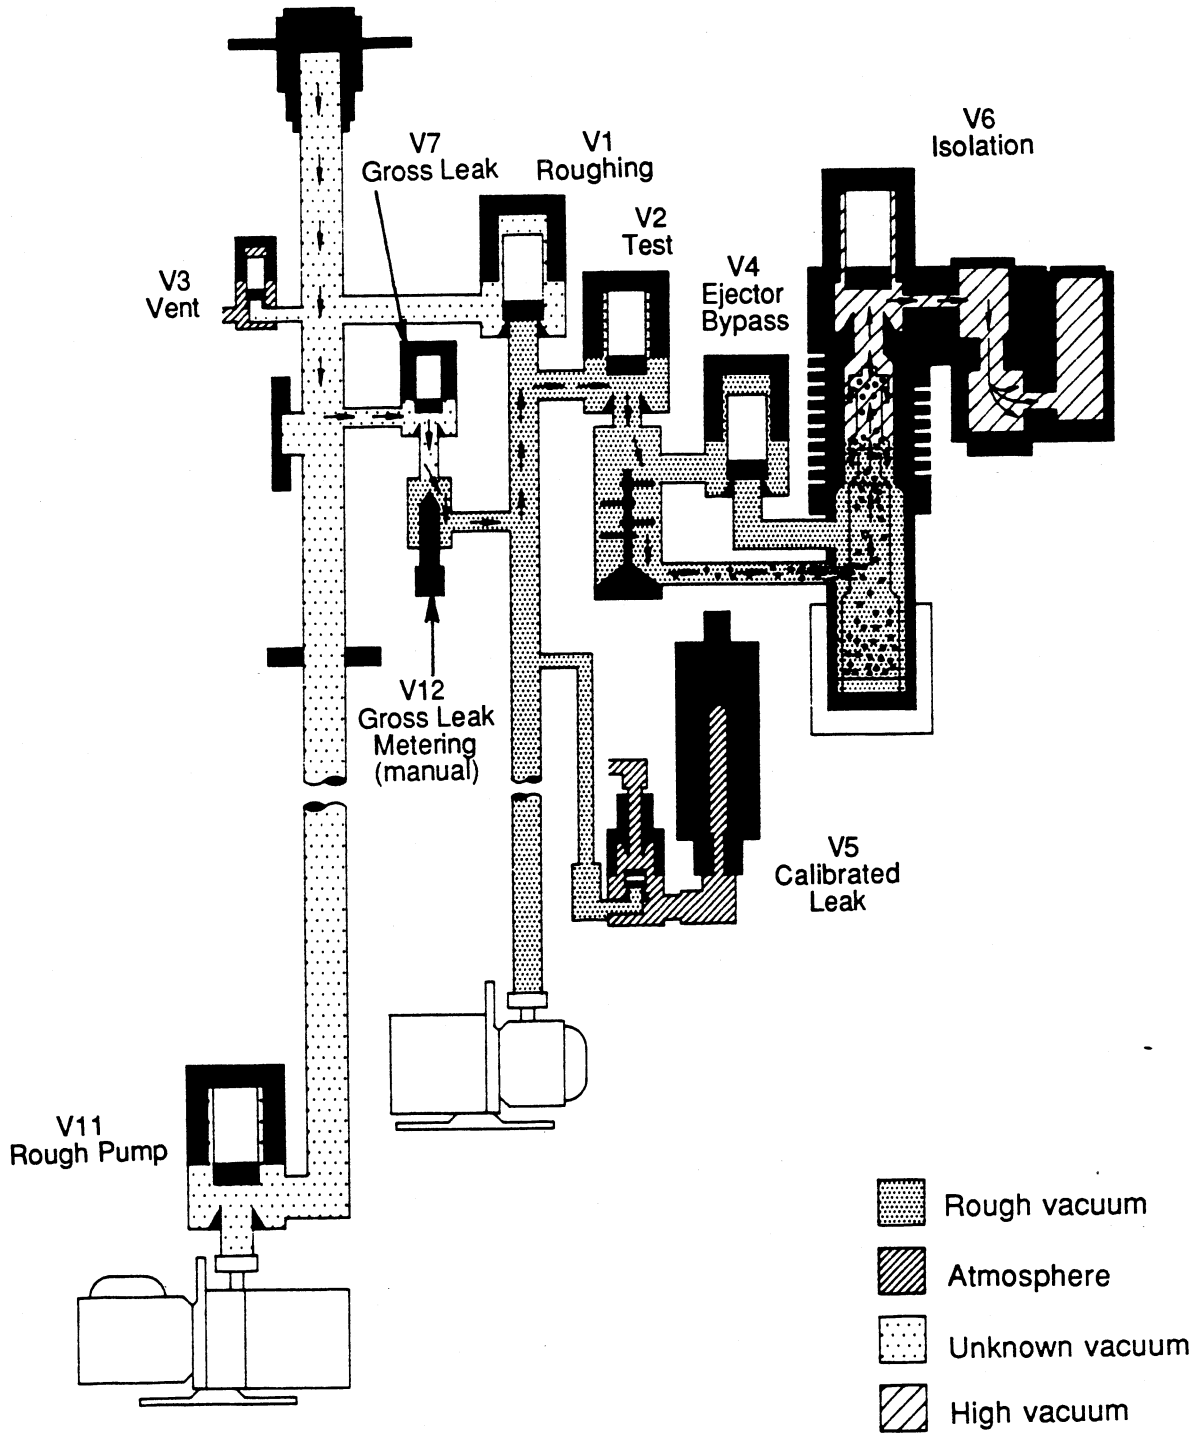 V6
Isolation
V7
Gross Leak
V1
Roughing
V2
Test
V4
Ejector
Bypass
V3
Vent
V12
Gross Leak
Metering
(manual)
V5
Calibrated
Leak
V11
Rough Pump
Rough vacuum
Atmosphere
Unknown vacuum
High vacuum